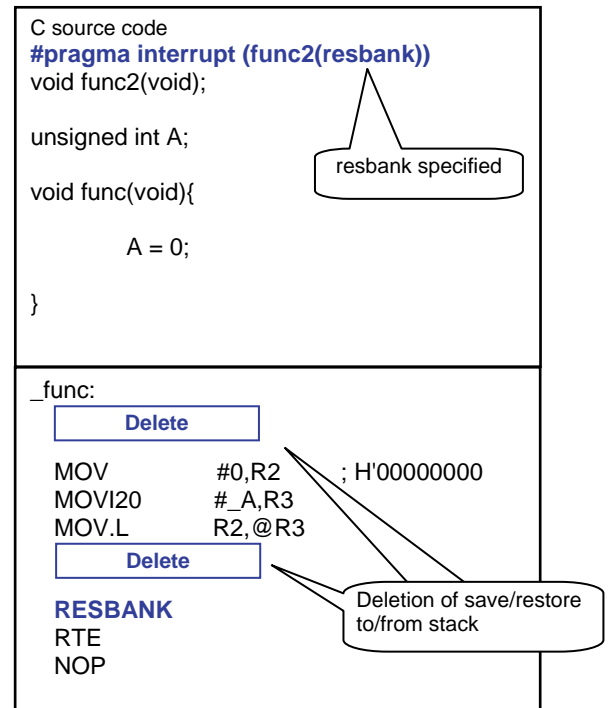 C source code
#pragma interrupt (func2(resbank))
void func2(void);
unsigned int A;
resbank specified
void func(void){
A = 0;
}
_func:
Delete
MOV #0,R2 ; H'00000000
MOVI20 #_A,R3
MOV.L R2,@R3
Delete
Deletion of save/restore
to/from stack
RESBANK
RTE
NOP